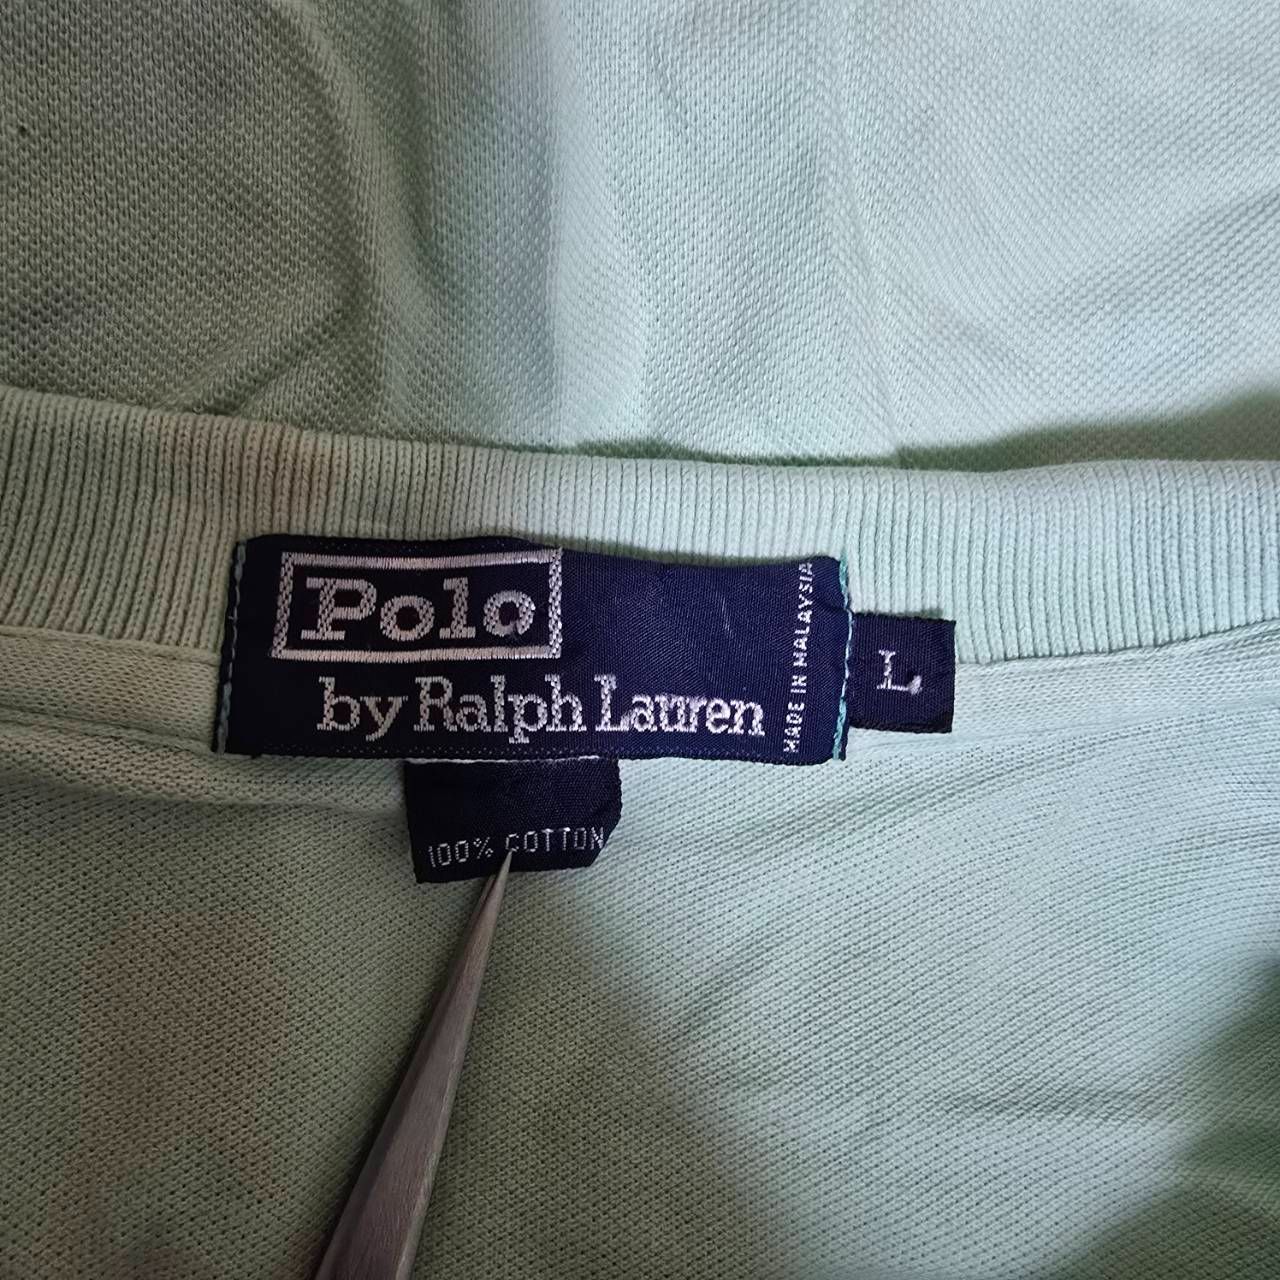 Polo
by Ralph Lauren
MADE IN MALAYSIA
L
100% COTTON